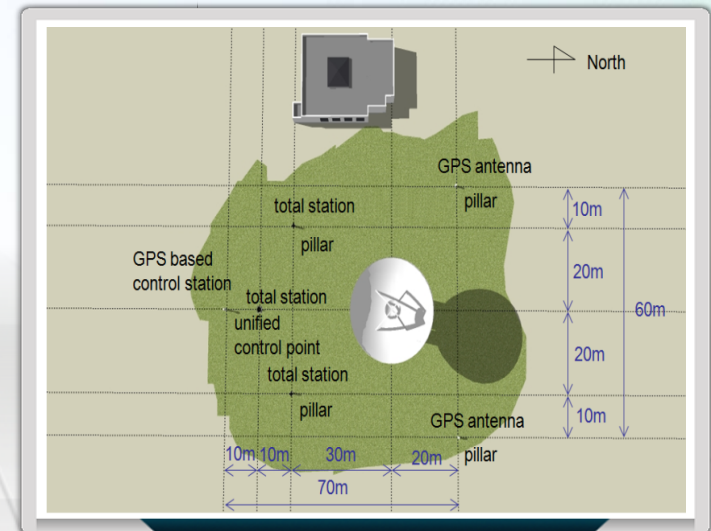 North
GPS antenna
pillar
10m
total station
pillar
20m
GPS based
control station
total station
60m
unified
control point
20m
total station
pillar
10m
GPS antenna
pillar
10m 10m 30m 20m
70m